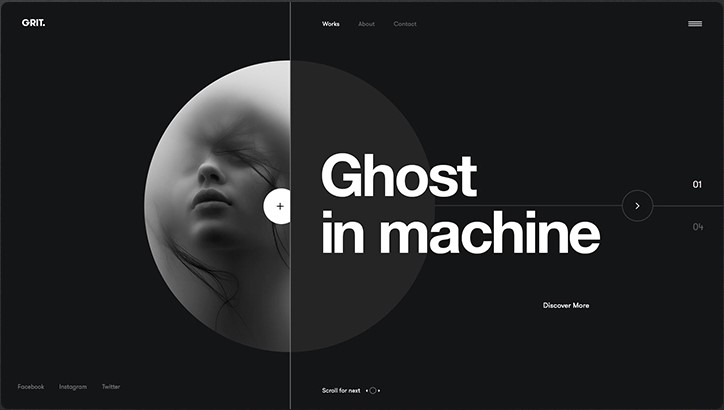 GRIT.
Works
About
Contact
Ghost
in machine
01
04
Discover More
Facebook
Instagram
Twitter
Scroll for next